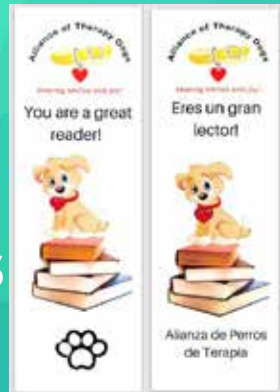 Alliance of Therapy Dogs
Sharing smiles and joy
You are a great
reader!
Alliance of Therapy Dogs
Sharing smiles and joy
Eres un gran
lector!
Alianza de Perros
de Terapia
S